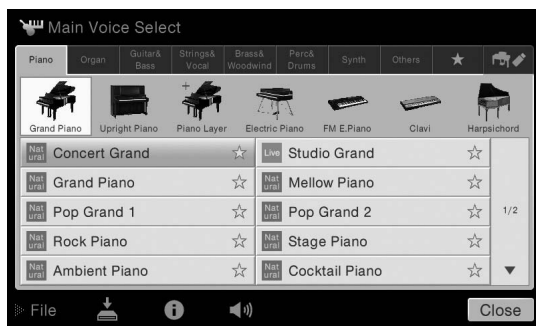 Main Voice Select
Piano
Organ
Guitar&
Bass
Strings&
Vocal
Brass&
Woodwind
Perc&
Drums
Synth
Others
Grand Piano
Upright Piano
Piano Layer
Electric Piano
FM E.Piano
Clavi
Harpsichord
Nat
ural
Concert Grand
Live
Studio Grand
Nat
ural
Grand Piano
Nat
ural
Mellow Piano
Nat
ural
Pop Grand 1
Nat
ural
Pop Grand 2
1/2
Nat
ural
Rock Piano
Nat
ural
Stage Piano
Nat
ural
Ambient Piano
Nat
ural
Cocktail Piano
File
Close